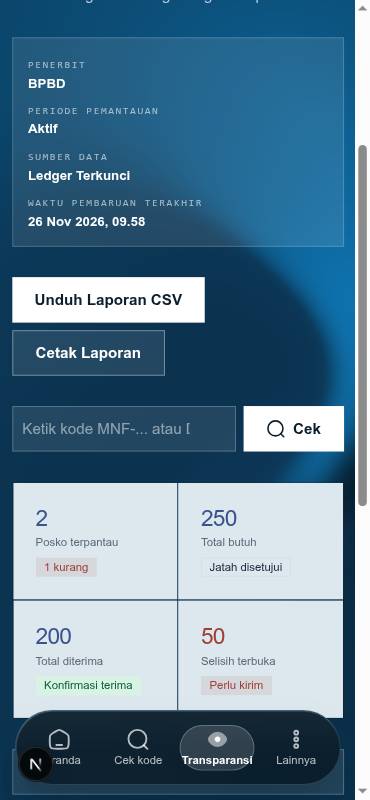 PENERBIT
BPBD
PERIODE PEMANTAUAN
Aktif
SUMBER DATA
Ledger Terkunci
WAKTU PEMBARUAN TERAKHIR
26 Nov 2026, 09.58
Unduh Laporan CSV
Cetak Laporan
Ketik kode MNF-... atau
Cek
2
Posko terpantau
1 kurang
250
Total butuh
Jatah disetujui
200
Total diterima
Konfirmasi terima
50
Selisih terbuka
Perlu kirim
N
Cek kode
Transparansi
Lainnya